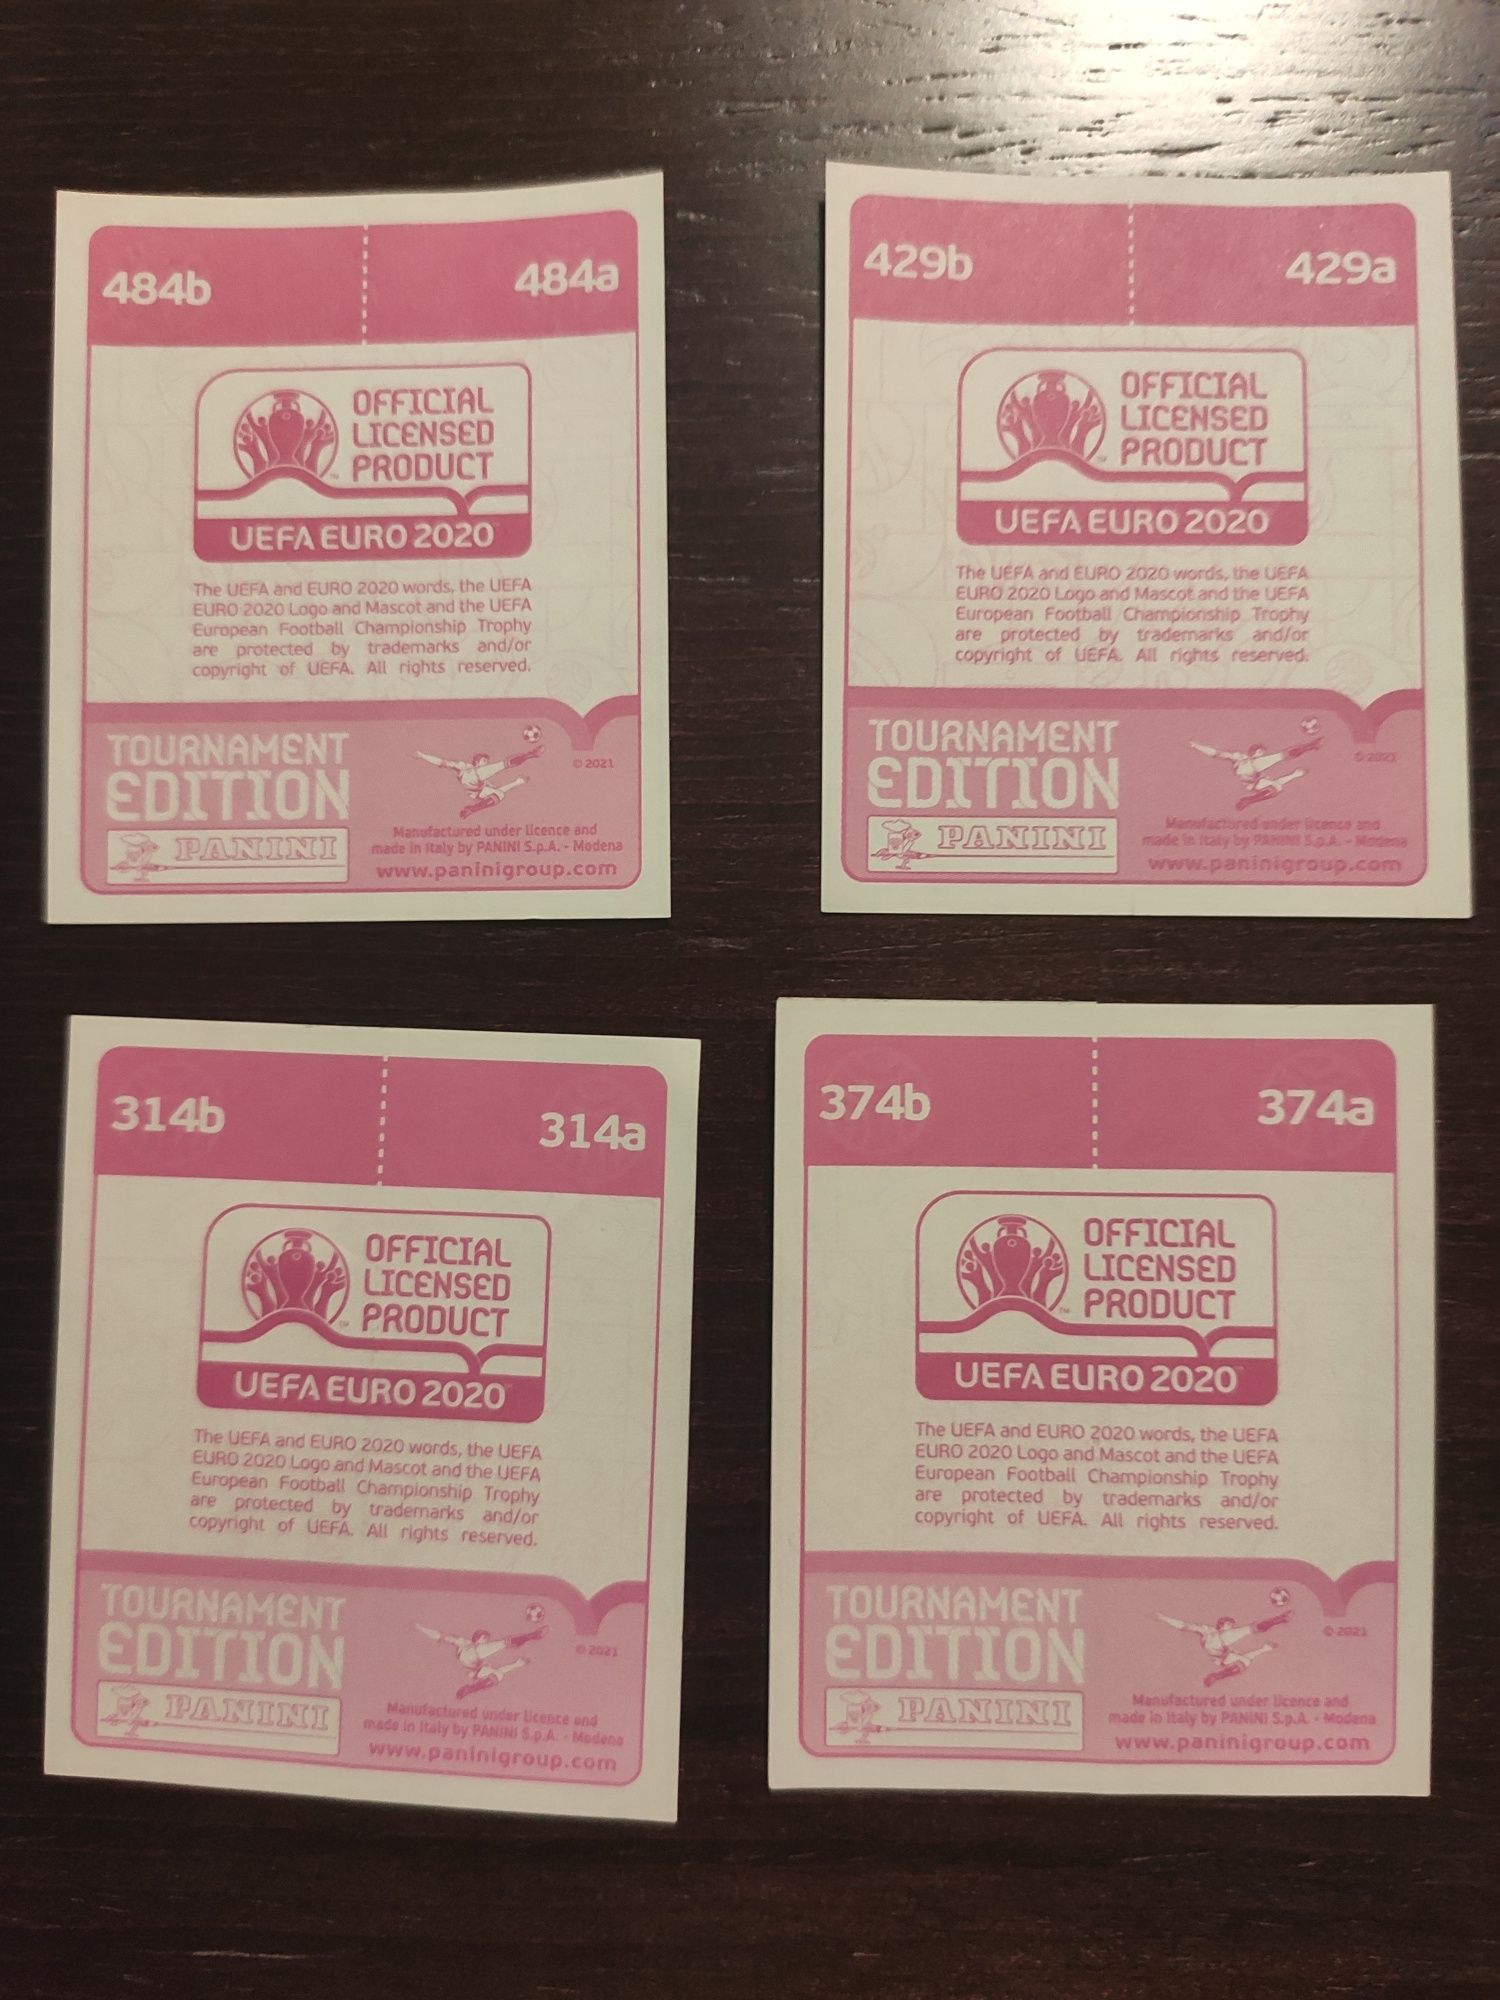 484b 484a
OFFICIAL
LICENSED
PRODUCT
™
UEFA EURO 2020™
The UEFA and EURO 2020 words, the UEFA
EURO 2020 Logo and Mascot and the UEFA
European Football Championship Trophy
are protected by trademarks and/or
copyright of UEFA. All rights reserved.
TOURNAMENT
EDITION
© 2021
PANINI
Manufactured under licence and
made in Italy by PANINI S.p.A. - Modena
www.paninigroup.com
429b 429a
OFFICIAL
LICENSED
PRODUCT
™
UEFA EURO 2020™
The UEFA and EURO 2020 words, the UEFA
EURO 2020 Logo and Mascot and the UEFA
European Football Championship Trophy
are protected by trademarks and/or
copyright of UEFA. All rights reserved.
TOURNAMENT
EDITION
© 2021
PANINI
Manufactured under licence and
made in Italy by PANINI S.p.A. - Modena
www.paninigroup.com
314b 314a
OFFICIAL
LICENSED
PRODUCT
™
UEFA EURO 2020™
The UEFA and EURO 2020 words, the UEFA
EURO 2020 Logo and Mascot and the UEFA
European Football Championship Trophy
are protected by trademarks and/or
copyright of UEFA. All rights reserved.
TOURNAMENT
EDITION
© 2021
PANINI
Manufactured under licence and
made in Italy by PANINI S.p.A. - Modena
www.paninigroup.com
374b 374a
OFFICIAL
LICENSED
PRODUCT
™
UEFA EURO 2020™
The UEFA and EURO 2020 words, the UEFA
EURO 2020 Logo and Mascot and the UEFA
European Football Championship Trophy
are protected by trademarks and/or
copyright of UEFA. All rights reserved.
TOURNAMENT
EDITION
© 2021
PANINI
Manufactured under licence and
made in Italy by PANINI S.p.A. - Modena
www.paninigroup.com